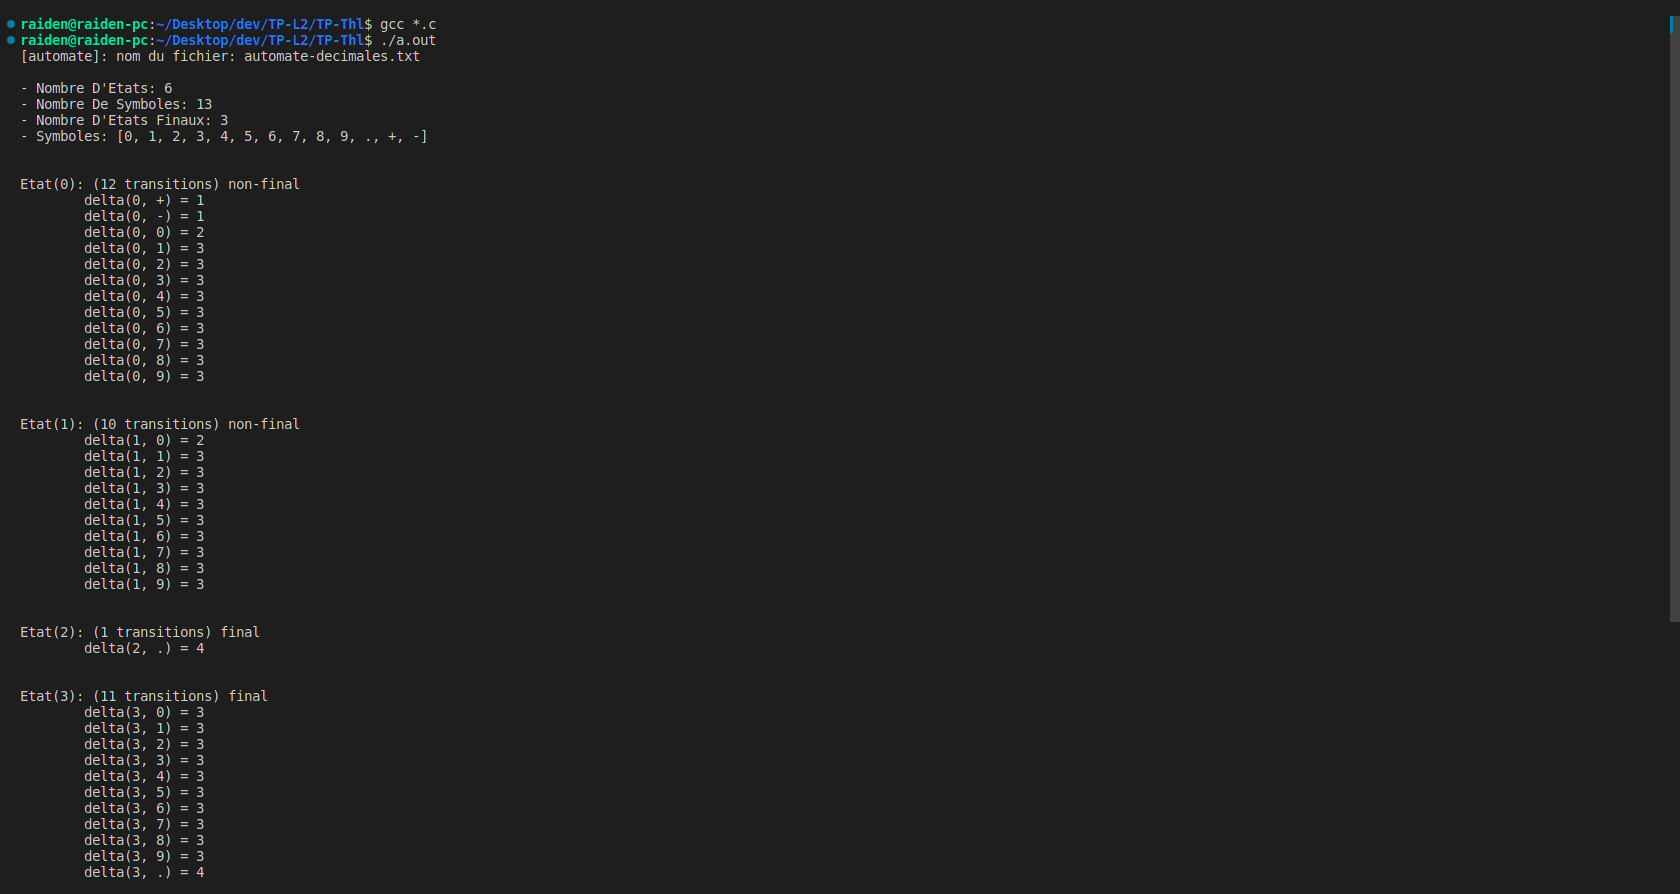 raiden@raiden-pc:~/Desktop/dev/TP-L2/TP-Thl$ gcc *.c
raiden@raiden-pc:~/Desktop/dev/TP-L2/TP-Thl$ ./a.out
[automate]: nom du fichier: automate-decimales.txt
- Nombre D'Etats: 6
- Nombre De Symboles: 13
- Nombre D'Etats Finaux: 3
- Symboles: [0, 1, 2, 3, 4, 5, 6, 7, 8, 9, ., +, -]
Etat(0): (12 transitions) non-final
delta(0, +) = 1
delta(0, -) = 1
delta(0, 0) = 2
delta(0, 1) = 3
delta(0, 2) = 3
delta(0, 3) = 3
delta(0, 4) = 3
delta(0, 5) = 3
delta(0, 6) = 3
delta(0, 7) = 3
delta(0, 8) = 3
delta(0, 9) = 3
Etat(1): (10 transitions) non-final
delta(1, 0) = 2
delta(1, 1) = 3
delta(1, 2) = 3
delta(1, 3) = 3
delta(1, 4) = 3
delta(1, 5) = 3
delta(1, 6) = 3
delta(1, 7) = 3
delta(1, 8) = 3
delta(1, 9) = 3
Etat(2): (1 transitions) final
delta(2, .) = 4
Etat(3): (11 transitions) final
delta(3, 0) = 3
delta(3, 1) = 3
delta(3, 2) = 3
delta(3, 3) = 3
delta(3, 4) = 3
delta(3, 5) = 3
delta(3, 6) = 3
delta(3, 7) = 3
delta(3, 8) = 3
delta(3, 9) = 3
delta(3, .) = 4